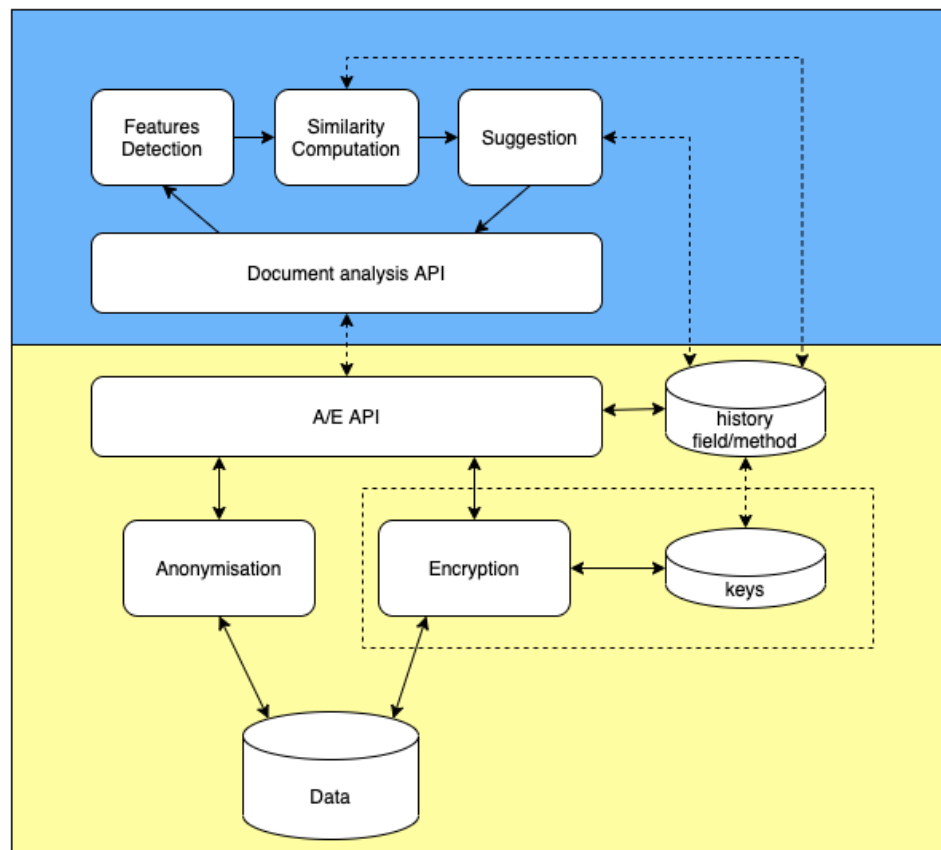 Features
Detection
Similarity
Computation
Suggestion
Document analysis API
A/E API
history
field/method
Anonymisation
Encryption
keys
Data